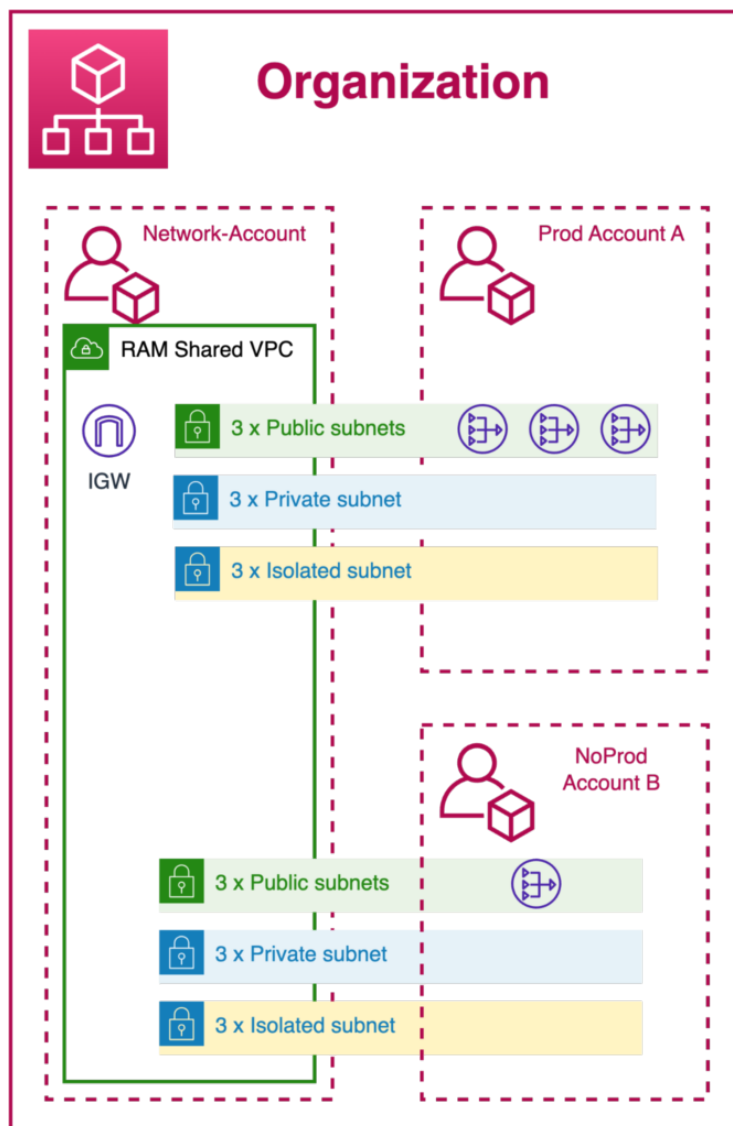 Organization
Network-Account
Prod Account A
RAM Shared VPC
IGW
3 x Public subnets
3 x Private subnet
3 x Isolated subnet
NoProd
Account B
3 x Public subnets
3 x Private subnet
3 x Isolated subnet